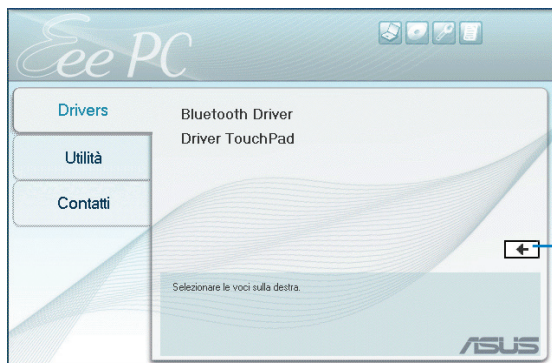 Eee PC
Drivers
Utilità
Contatti
Bluetooth Driver
Driver TouchPad
Selezionare le voci sulla destra.
ASUS